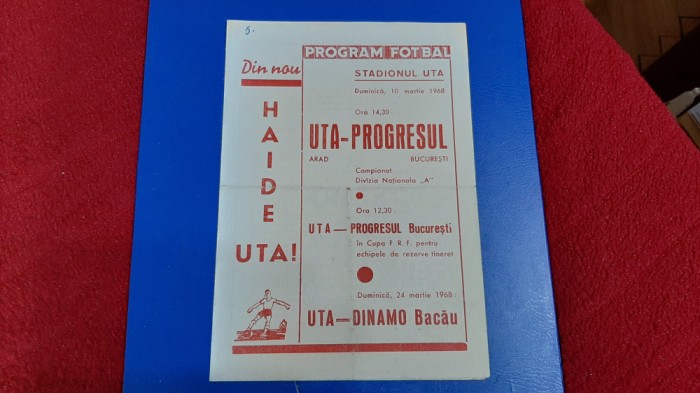 5.
Din nou
HAIDE
UTA!
PROGRAM FOTBAL
STADIONUL UTA
Duminică, 10 martie 1968
Ora 14,30
UTA-PROGRESUL
ARAD BUCUREȘTI
Campionat
Divizia Națională „A"
Ora 12,30
UTA—PROGRESUL București
în Cupa F. R. F. pentru
echipele de rezerve tineret
Duminică, 24 martie 1968:
UTA—DINAMO Bacău